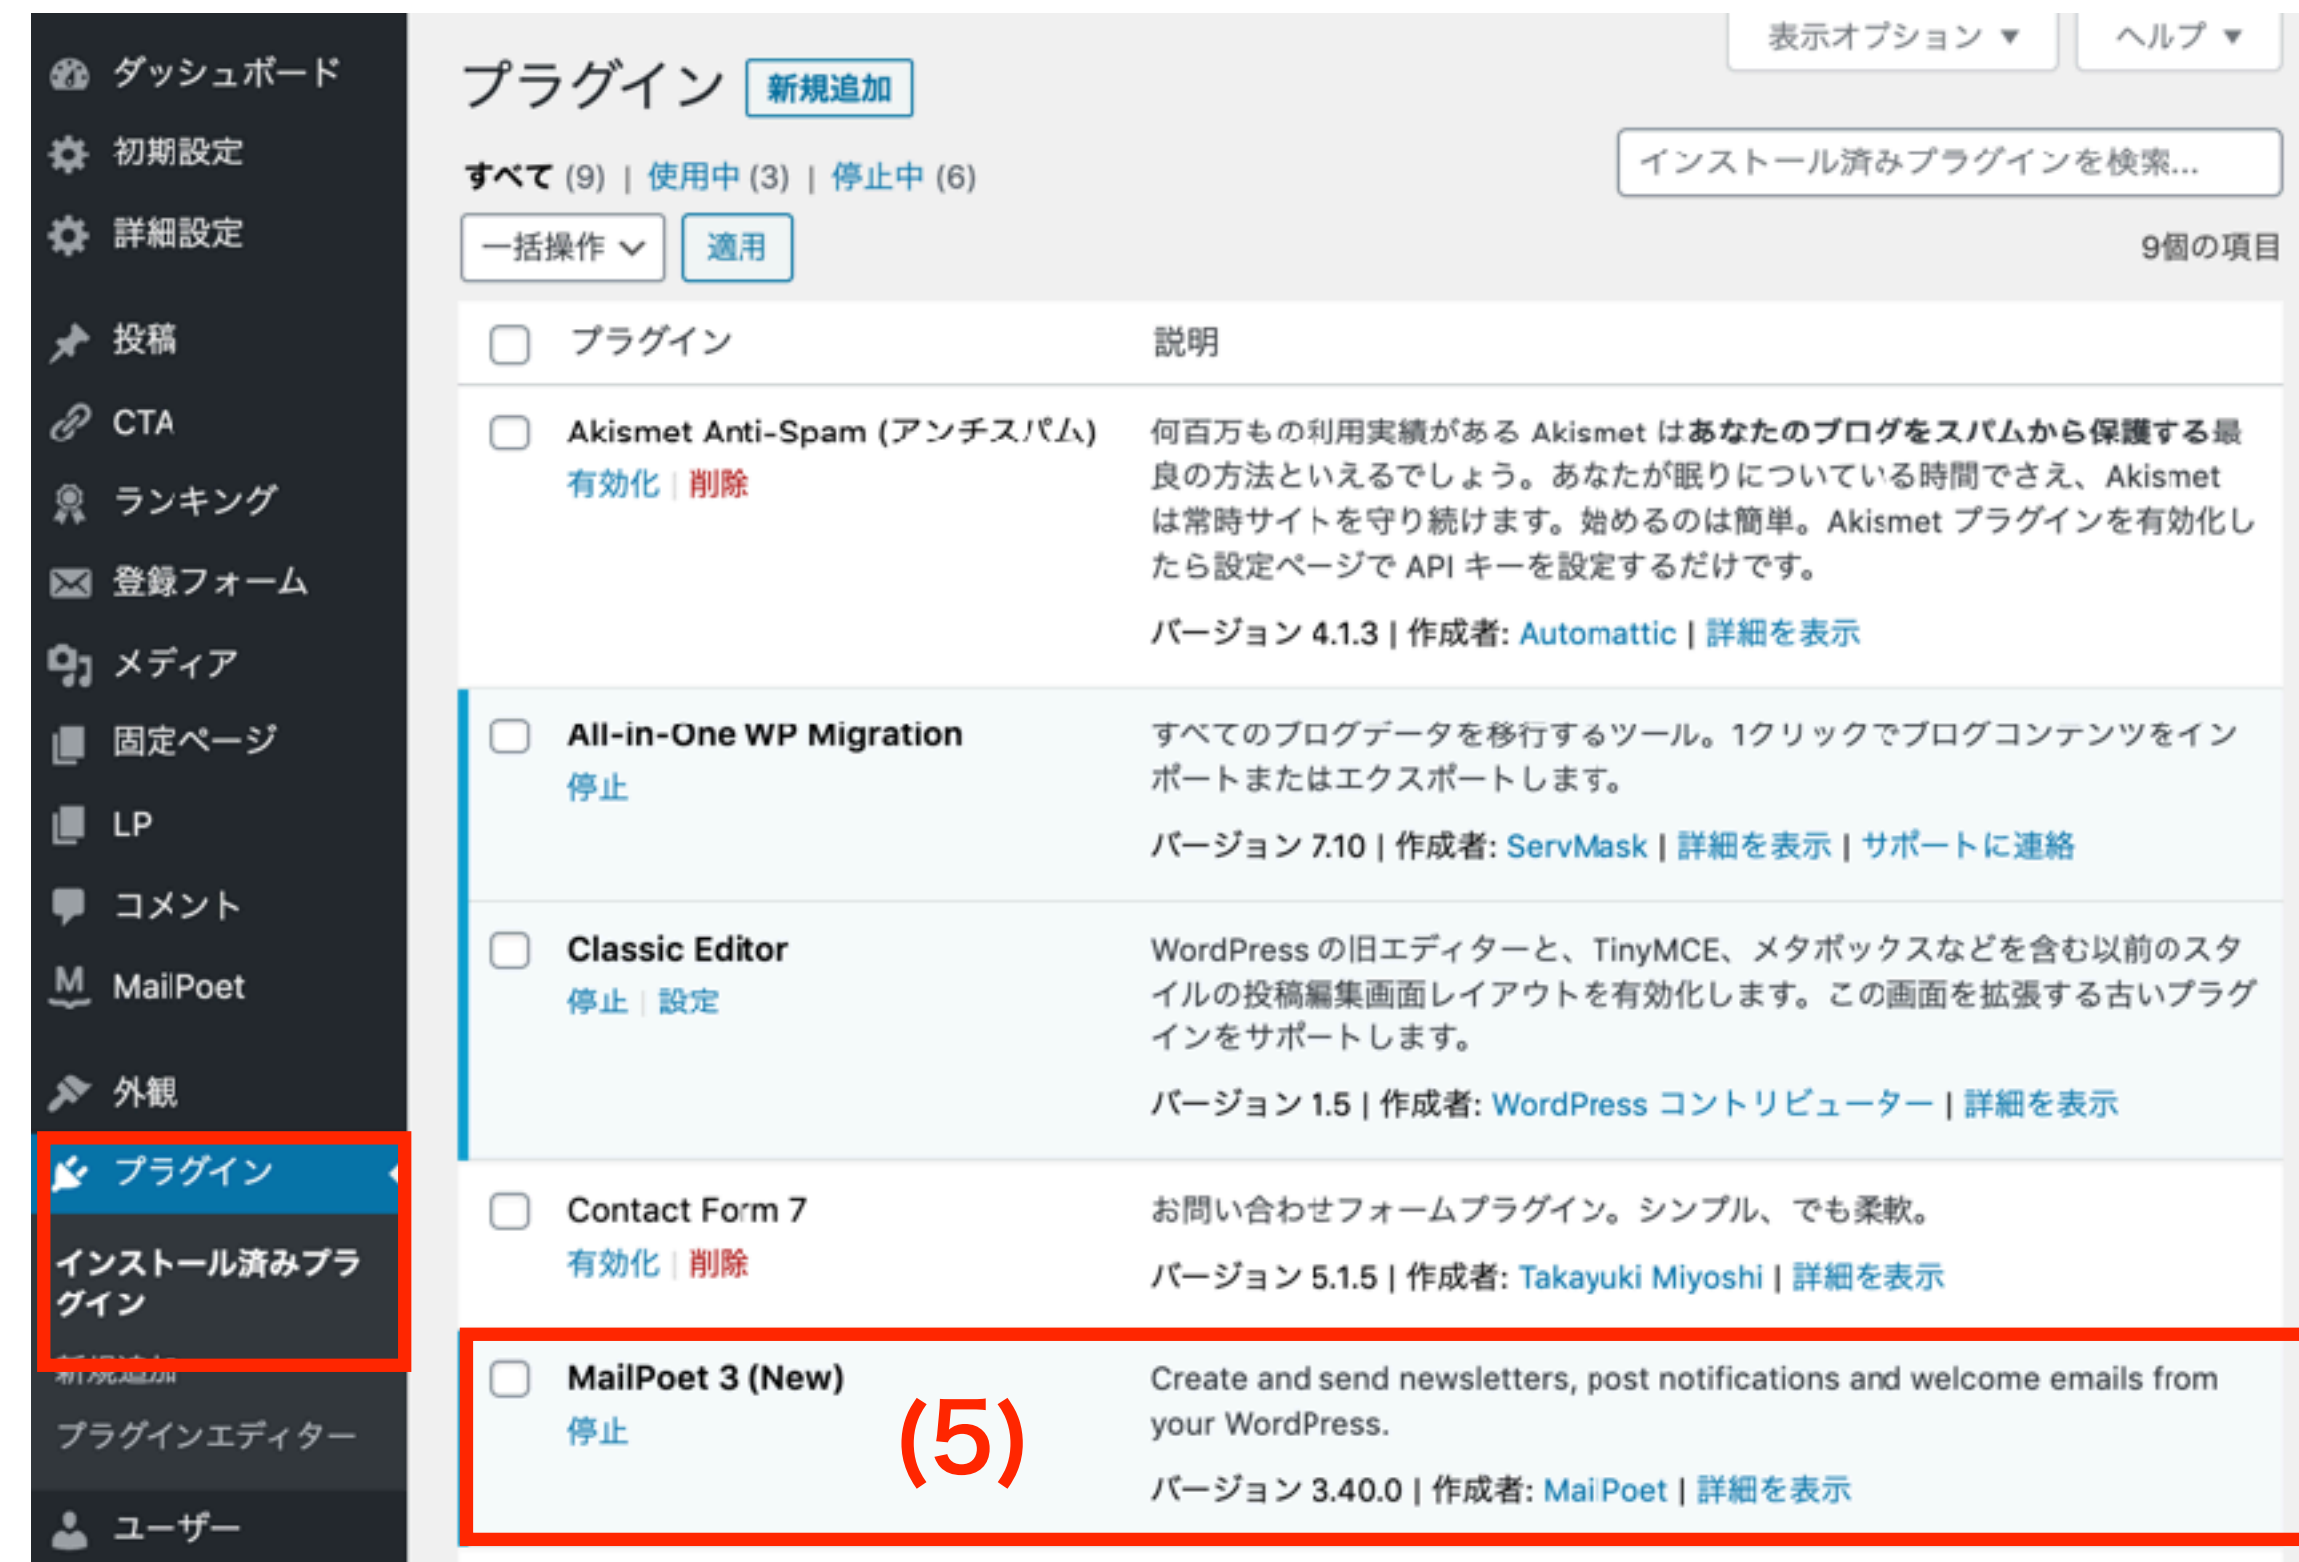 ダッシュボード
初期設定
詳細設定
投稿
CTA
ランキング
登録フォーム
メディア
固定ページ
LP
コメント
MailPoet
外観
プラグイン
インストール済みプラ
グイン
新規追加
プラグインエディター
ユーザー
表示オプション ▼
ヘルプ ▼
プラグイン 新規追加
すべて (9) | 使用中 (3) | 停止中 (6)
インストール済みプラグインを検索...
一括操作 適用
9個の項目
プラグイン 説明
Akismet Anti-Spam (アンチスパム)
有効化 | 削除
何百万もの利用実績がある Akismet はあなたのブログをスパムから保護する最
良の方法といえるでしょう。あなたが眠りについている時間でさえ、Akismet
は常時サイトを守り続けます。始めるのは簡単。Akismet プラグインを有効化し
たら設定ページで API キーを設定するだけです。
バージョン 4.1.3 | 作成者: Automattic | 詳細を表示
All-in-One WP Migration
停止
すべてのブログデータを移行するツール。1クリックでブログコンテンツをイン
ポートまたはエクスポートします。
バージョン 7.10 | 作成者: ServMask | 詳細を表示 | サポートに連絡
Classic Editor
停止 | 設定
WordPress の旧エディターと、TinyMCE、メタボックスなどを含む以前のスタ
イルの投稿編集画面レイアウトを有効化します。この画面を拡張する古いプラグ
インをサポートします。
バージョン 1.5 | 作成者: WordPress コントリビューター | 詳細を表示
Contact Form 7
有効化 | 削除
お問い合わせフォームプラグイン。シンプル、でも柔軟。
バージョン 5.1.5 | 作成者: Takayuki Miyoshi | 詳細を表示
MailPoet 3 (New)
停止
(5)
Create and send newsletters, post notifications and welcome emails from
your WordPress.
バージョン 3.40.0 | 作成者: MailPoet | 詳細を表示